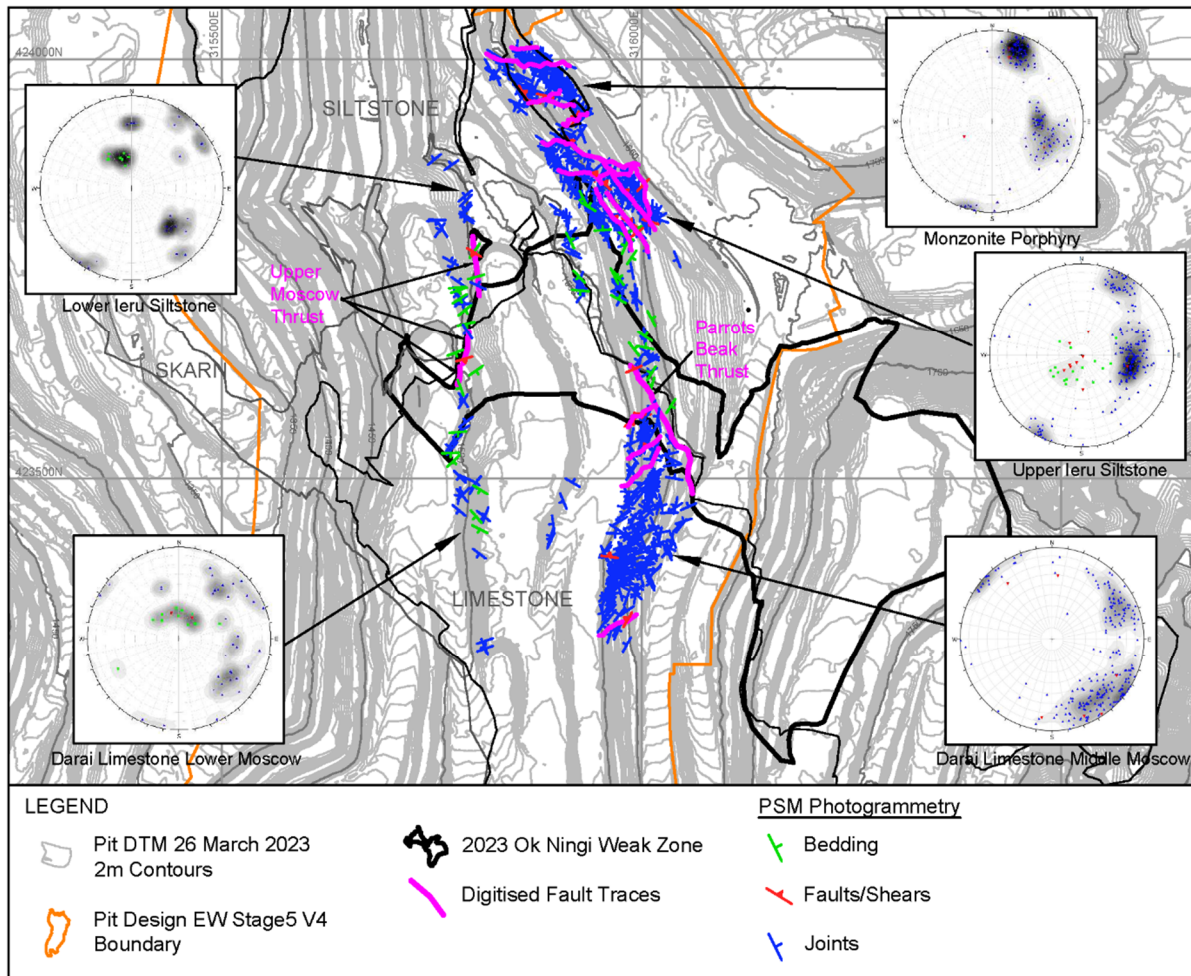 424000N
315500E
316000E
SILTSTONE
N
W
E
S
Lower Ieru Siltstone
N
W
E
S
Monzonite Porphyry
1700
Upper
Moscow
Thrust
Parrots
Beak
Thrust
N
W
E
S
Upper Ieru Siltstone
1750
SKARN
423500N
LIMESTONE
N
W
E
S
Darai Limestone Lower Moscow
N
W
E
S
Darai Limestone Middle Moscow
LEGEND
Pit DTM 26 March 2023
2m Contours
Pit Design EW Stage5 V4
Boundary
2023 Ok Ningi Weak Zone
Digitised Fault Traces
PSM Photogrammetry
Bedding
Faults/Shears
Joints